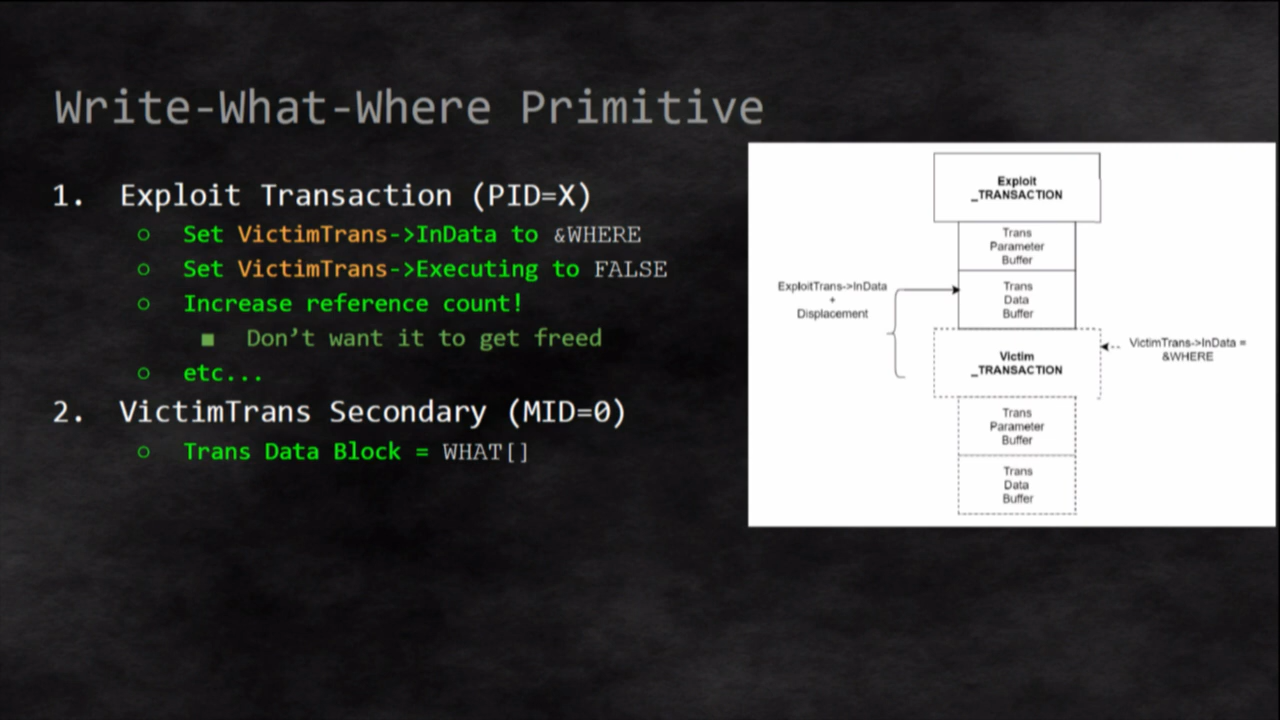 Write-What-Where Primitive
1. Exploit Transaction (PID=X)
○ Set VictimTrans->InData to &WHERE
○ Set VictimTrans->Executing to FALSE
○ Increase reference count!
■ Don’t want it to get freed
○ etc...
2. VictimTrans Secondary (MID=0)
○ Trans Data Block = WHAT[]
Exploit
_TRANSACTION
Trans
Parameter
Buffer
Trans
Data
Buffer
ExploitTrans->InData
+
Displacement
Victim
_TRANSACTION
VictimTrans->InData =
&WHERE
Trans
Parameter
Buffer
Trans
Data
Buffer